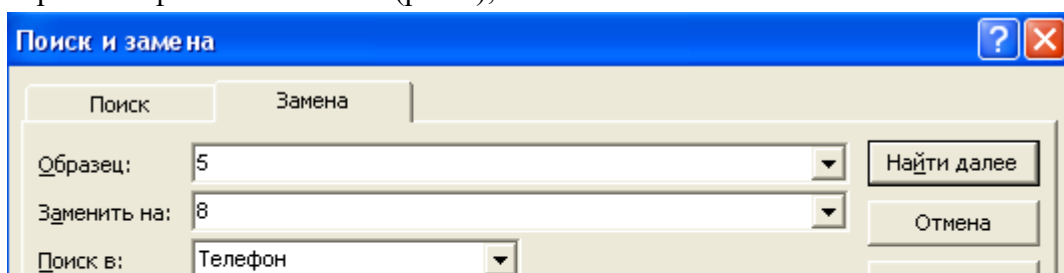 Поиск и замена
Поиск Замена
Образец: 5 Найти далее
Заменить на: 8 Отмена
Поиск в: Телефон